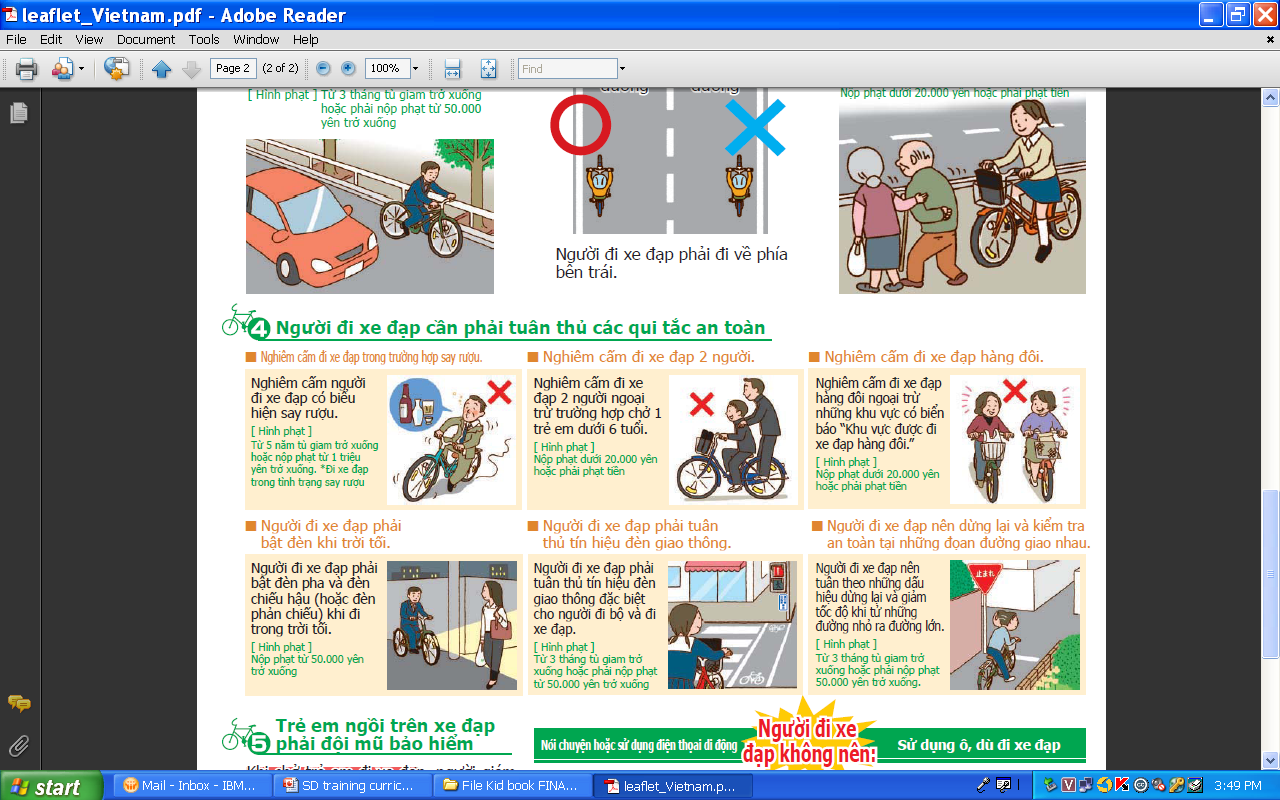 leaflet_Vietnam.pdf - Adobe Reader
File Edit View Document Tools Window Help
Page 2 (2 of 2) 100% Find
[ Hình phạt ] Từ 3 tháng tù giam trở xuống
hoặc phải nộp phạt từ 50.000
yên trở xuống
đường đường
Nộp phạt dưới 20.000 yên hoặc phải phạt tiền
Người đi xe đạp phải đi về phía
bên trái.
4 Người đi xe đạp cần phải tuân thủ các qui tắc an toàn
Nghiêm cấm đi xe đạp trong trường hợp say rượu.
Nghiêm cấm người
đi xe đạp có biểu
hiện say rượu.
[ Hình phạt ]
Từ 5 năm tù giam trở xuống
hoặc nộp phạt từ 1 triệu
yên trở xuống. *Đi xe đạp
trong tình trạng say rượu
Nghiêm cấm đi xe đạp 2 người.
Nghiêm cấm đi xe
đạp 2 người ngoại
trừ trường hợp chở 1
trẻ em dưới 6 tuổi.
[ Hình phạt ]
Nộp phạt dưới 20.000 yên
hoặc phải phạt tiền
Nghiêm cấm đi xe đạp hàng đôi.
Nghiêm cấm đi xe đạp
hàng đôi ngoại trừ
những khu vực có biển
báo “Khu vực được đi
xe đạp hàng đôi.”
[ Hình phạt ]
Nộp phạt dưới 20.000 yên
hoặc phải phạt tiền
Người đi xe đạp phải
bật đèn khi trời tối.
Người đi xe đạp phải
bật đèn pha và đèn
chiếu hậu (hoặc đèn
phản chiếu) khi đi
trong trời tối.
[ Hình phạt ]
Nộp phạt từ 50.000 yên
trở xuống
Người đi xe đạp phải tuân
thủ tín hiệu đèn giao thông.
Người đi xe đạp phải
tuân thủ tín hiệu đèn
giao thông đặc biệt
cho người đi bộ và đi
xe đạp.
[ Hình phạt ]
Từ 3 tháng tù giam trở
xuống hoặc phải nộp phạt
từ 50.000 yên trở xuống
Người đi xe đạp nên dừng lại và kiểm tra
an toàn tại những đoạn đường giao nhau.
Người đi xe đạp nên
tuân theo những dấu
hiệu dừng lại và giảm
tốc độ khi từ những
đường nhỏ ra đường lớn.
[ Hình phạt ]
Từ 3 tháng tù giam trở
xuống hoặc phải nộp phạt
50.000 yên trở xuống.
止まれ
5 Trẻ em ngồi trên xe đạp
phải đội mũ bảo hiểm
Nói chuyện hoặc sử dụng điện thoại di động
Người đi xe
đạp không nên:
Sử dụng ô, dù đi xe đạp
start Mail - Inbox - IBM... SD training curric... File Kid book FINA... leaflet_Vietnam.p... 3:49 PM